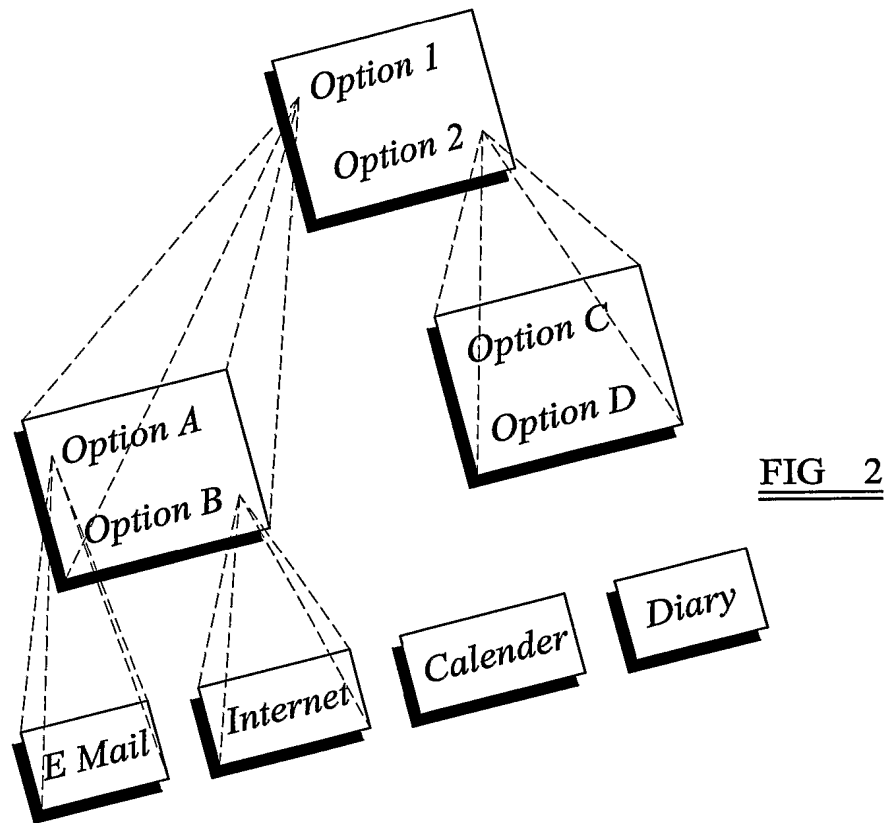 Option 1
Option 2
Option C
Option D
Option A
Option B
FIG 2
Diary
Calender
Internet
E Mail